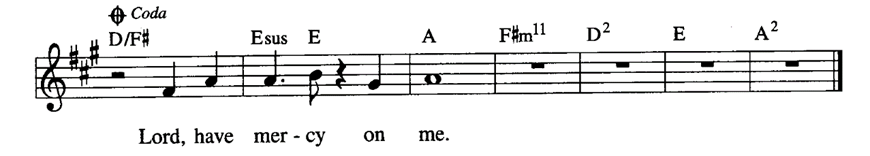 Coda
D/F# Esus E A F#m11 D2 E A2
Lord, have mer - cy on me.